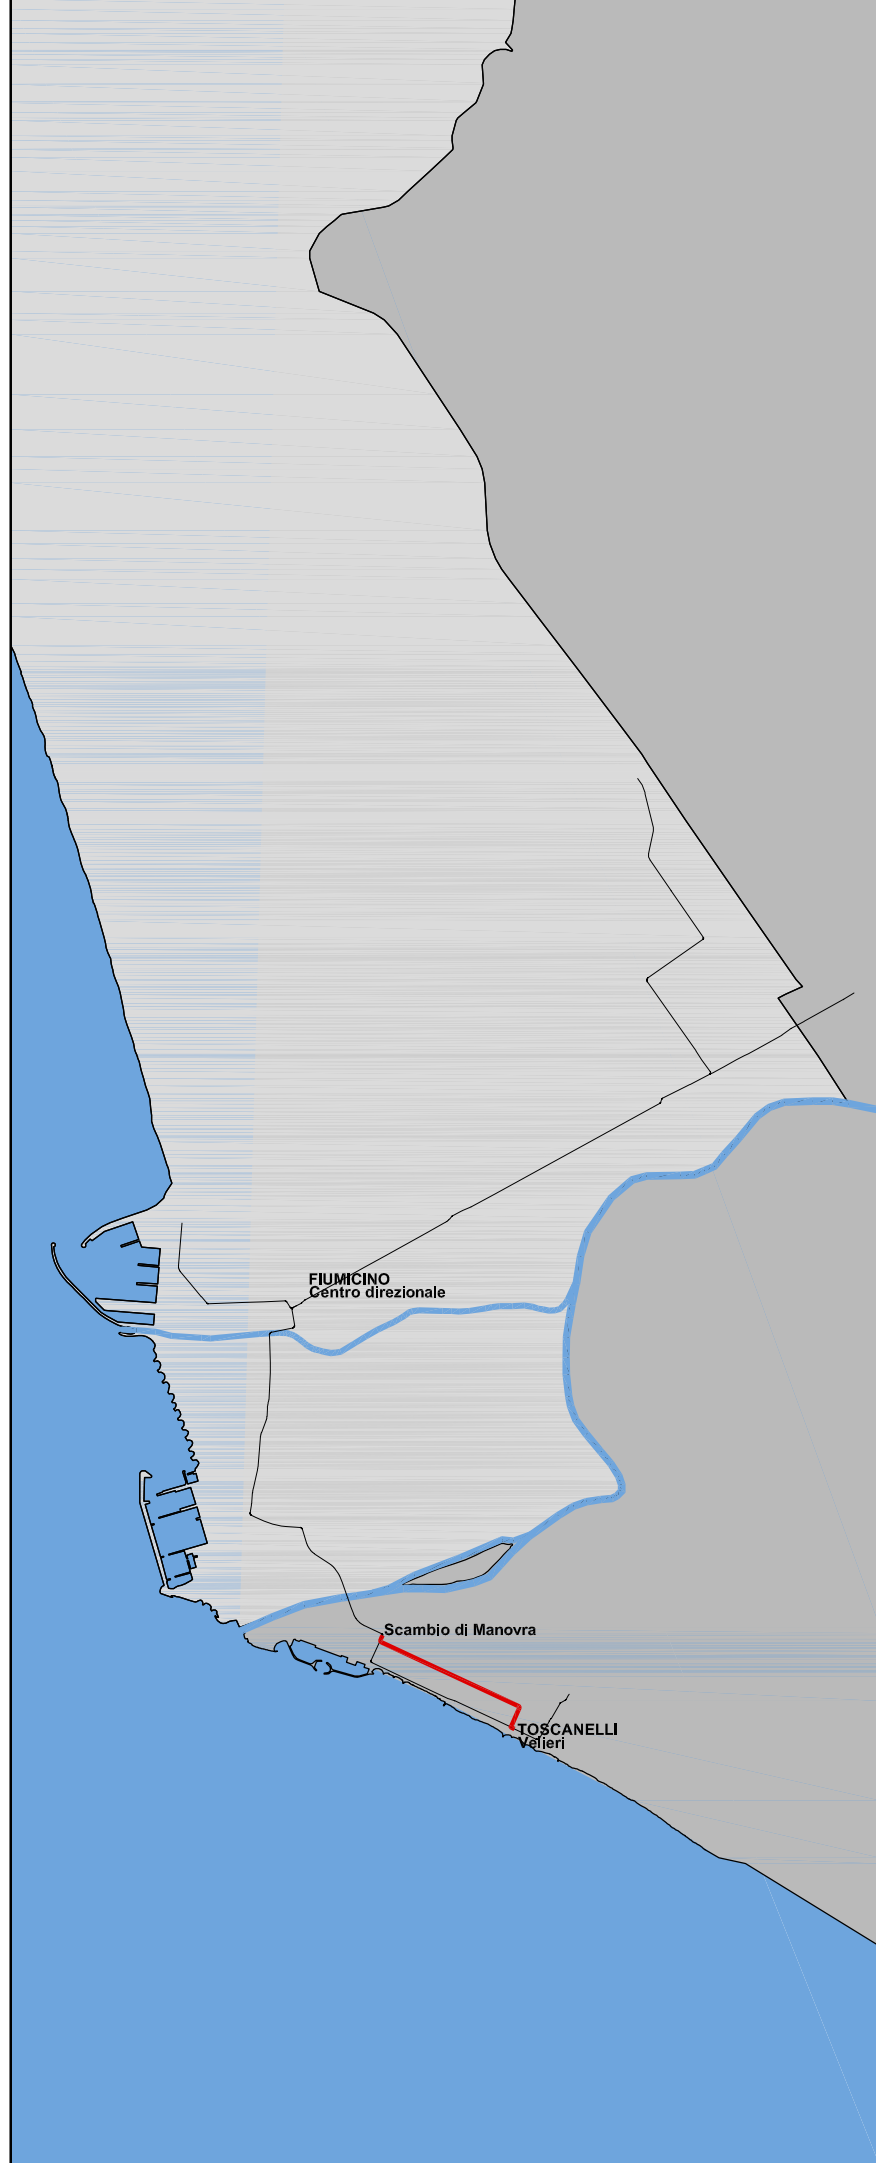 FIUMICINO
Centro direzionale
Scambio di Manovra
TOSCANELLI
Velieri